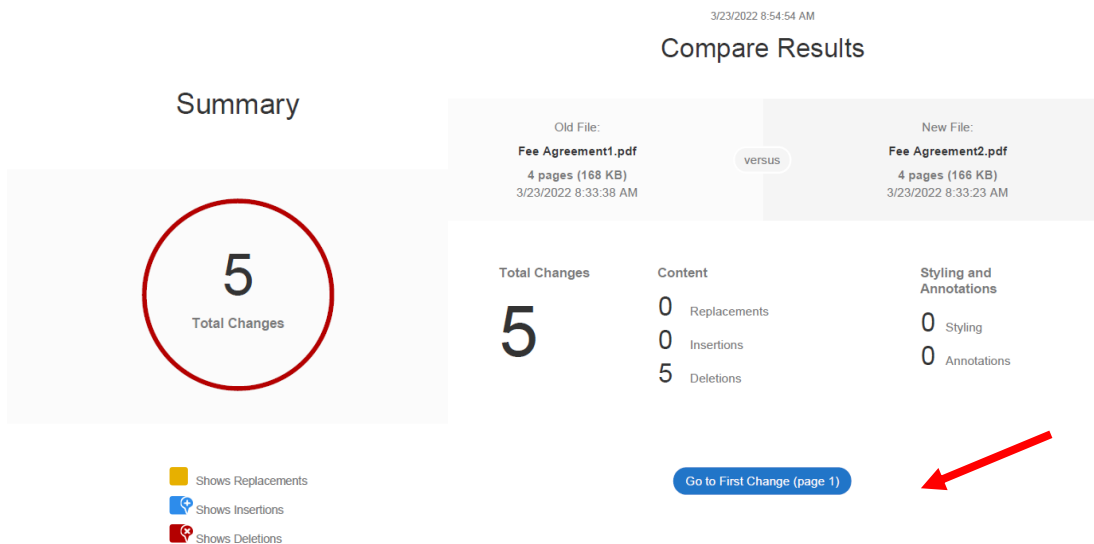 Summary
5
Total Changes
Shows Replacements
Shows Insertions
Shows Deletions
3/23/2022 8:54:54 AM
Compare Results
Old File:
Fee Agreement1.pdf
4 pages (168 KB)
3/23/2022 8:33:38 AM
versus
New File:
Fee Agreement2.pdf
4 pages (166 KB)
3/23/2022 8:33:23 AM
Total Changes
5
Content
0 Replacements
0 Insertions
5 Deletions
Styling and
Annotations
0 Styling
0 Annotations
Go to First Change (page 1)